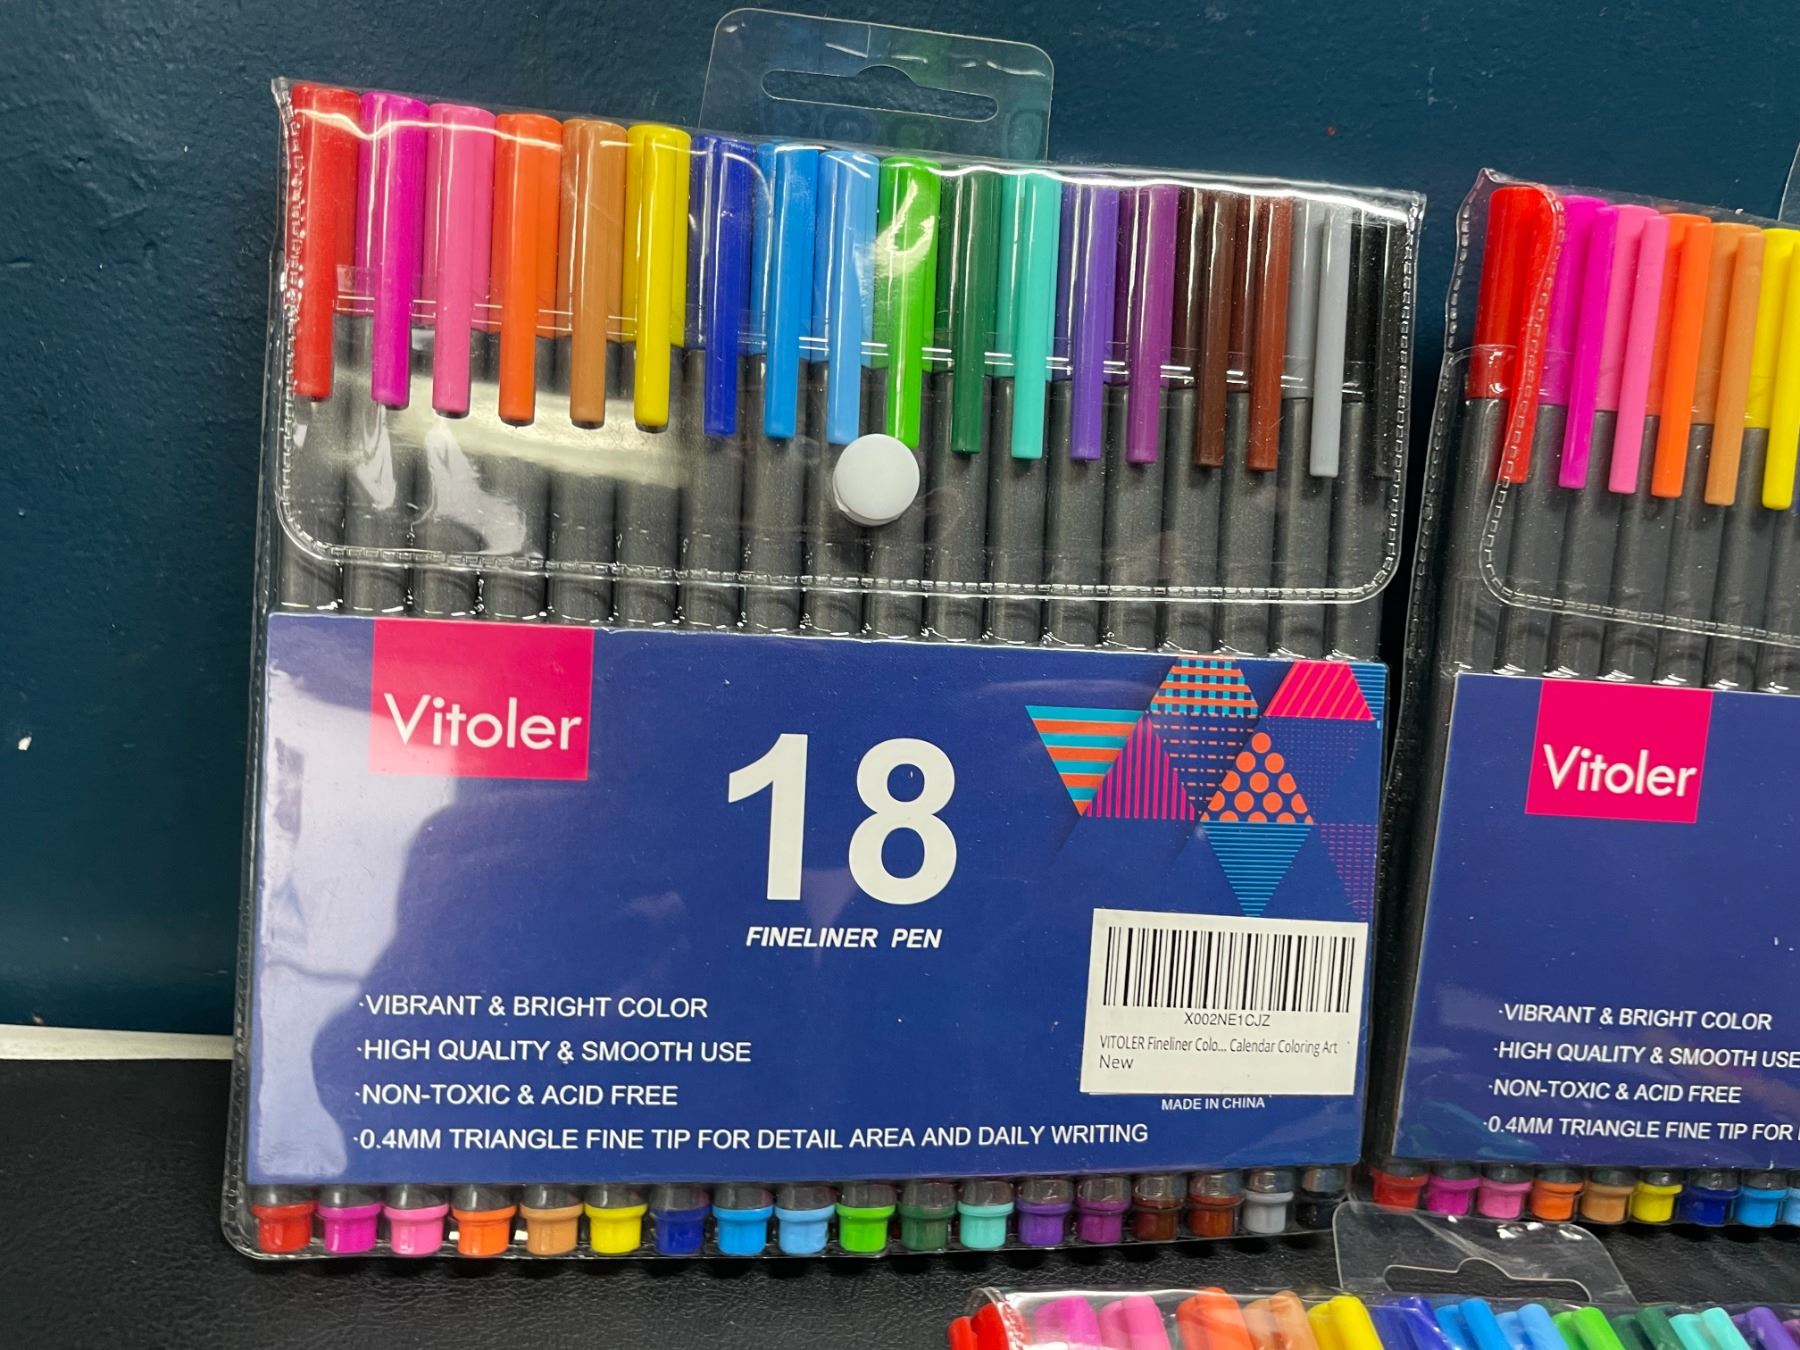 Vitoler
18
FINELINER PEN
·VIBRANT & BRIGHT COLOR
·HIGH QUALITY & SMOOTH USE
·NON-TOXIC & ACID FREE
·0.4MM TRIANGLE FINE TIP FOR DETAIL AREA AND DAILY WRITING
X002NE1CJZ
VITOLER Fineliner Colo... Calendar Coloring Art
New
MADE IN CHINA
Vitoler
·VIBRANT & BRIGHT COLOR
·HIGH QUALITY & SMOOTH USE
·NON-TOXIC & ACID FREE
·0.4MM TRIANGLE FINE TIP FOR